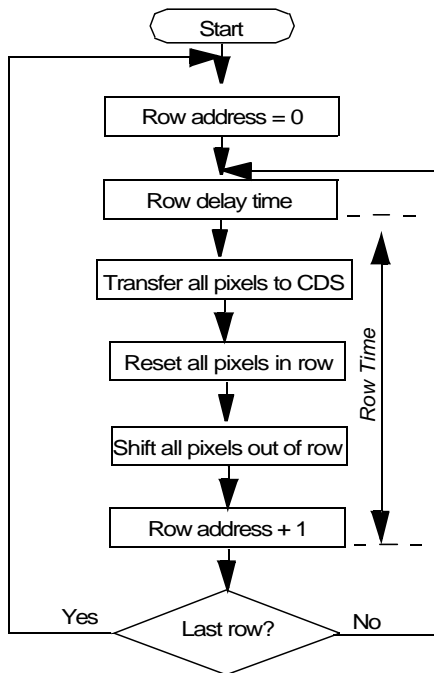 Start
Row address = 0
Row delay time
Transfer all pixels to CDS
Reset all pixels in row
Row Time
Shift all pixels out of row
Row address + 1
Yes
Last row?
No